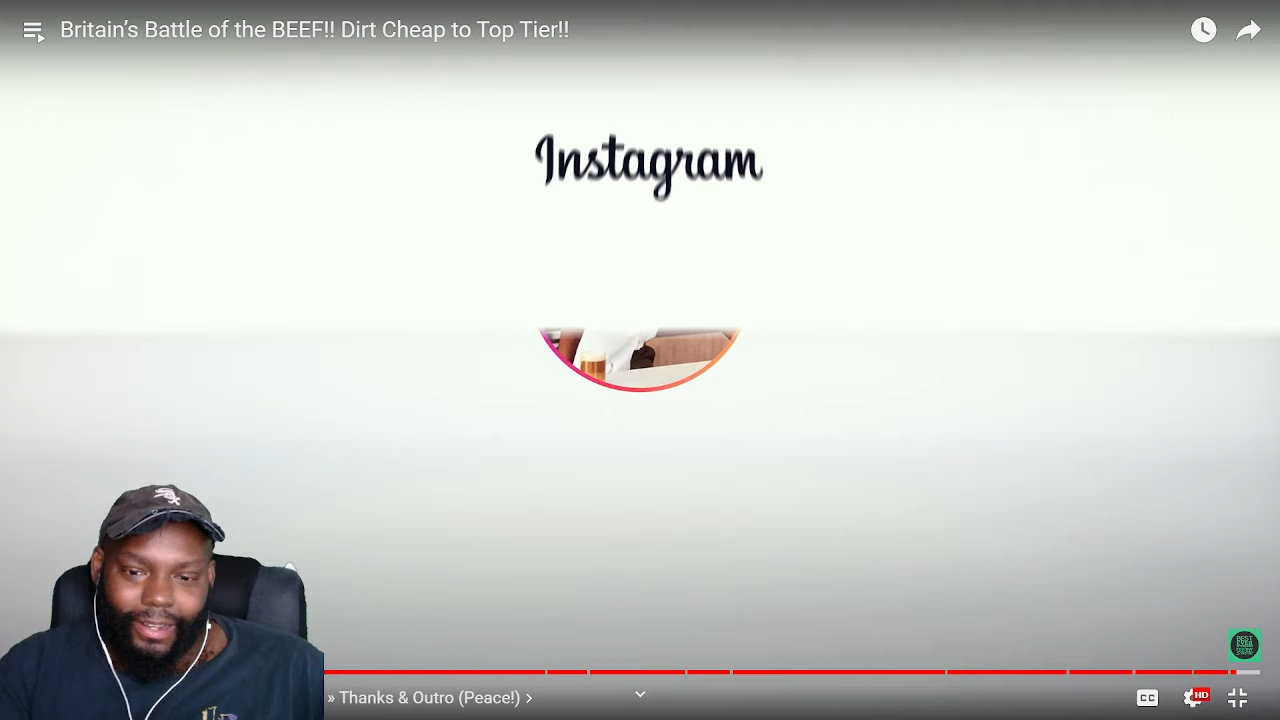 Britain’s Battle of the BEEF!! Dirt Cheap to Top Tier!!
Instagram
» Thanks & Outro (Peace!) >
CC
HD